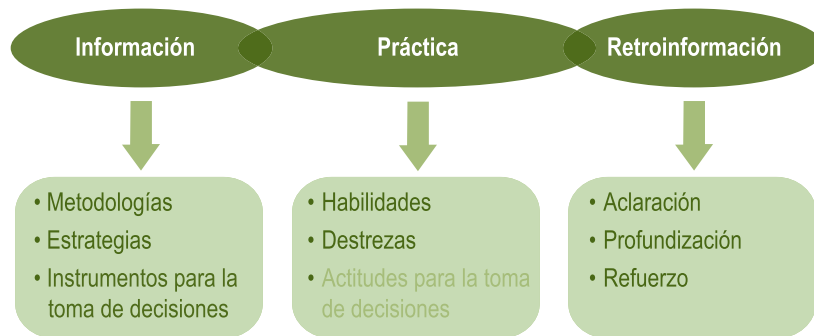 Información
Práctica
Retroinformación
• Metodologías
• Estrategias
• Instrumentos para la
toma de decisiones
• Habilidades
• Destrezas
• Actitudes para la toma
de decisiones
• Aclaración
• Profundización
• Refuerzo